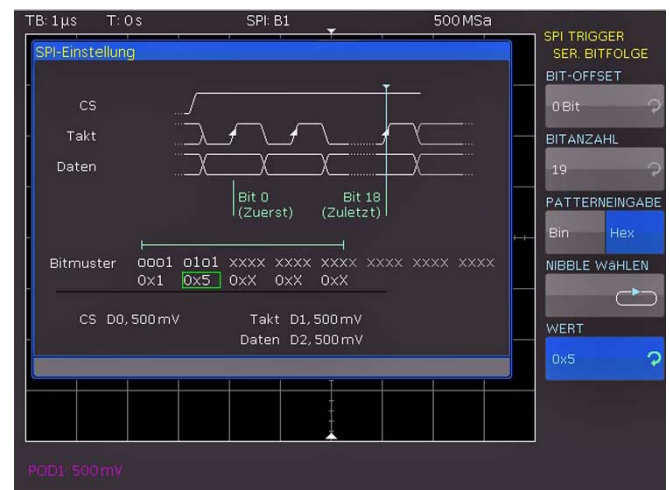 TB: 1 µs T: 0 s SPI: B1 500 MSa
SPI TRIGGER
SER. BITFOLGE
SPI-Einstellung
BIT-OFFSET
0 Bit
CS
Takt
BITANZAHL
Daten
19
Bit 0 Bit 18
(Zuerst) (Zuletzt)
PATTERNEINGABE
Bin Hex
Bitmuster 0001 0101 XXXX XXXX XXXX XXXX XXXX XXXX
0x1 0x5 0xX 0xX 0xX
NIBBLE WäHLEN
CS D0, 500 mV Takt D1, 500 mV
Daten D2, 500 mV
WERT
0x5
POD1: 500 mV